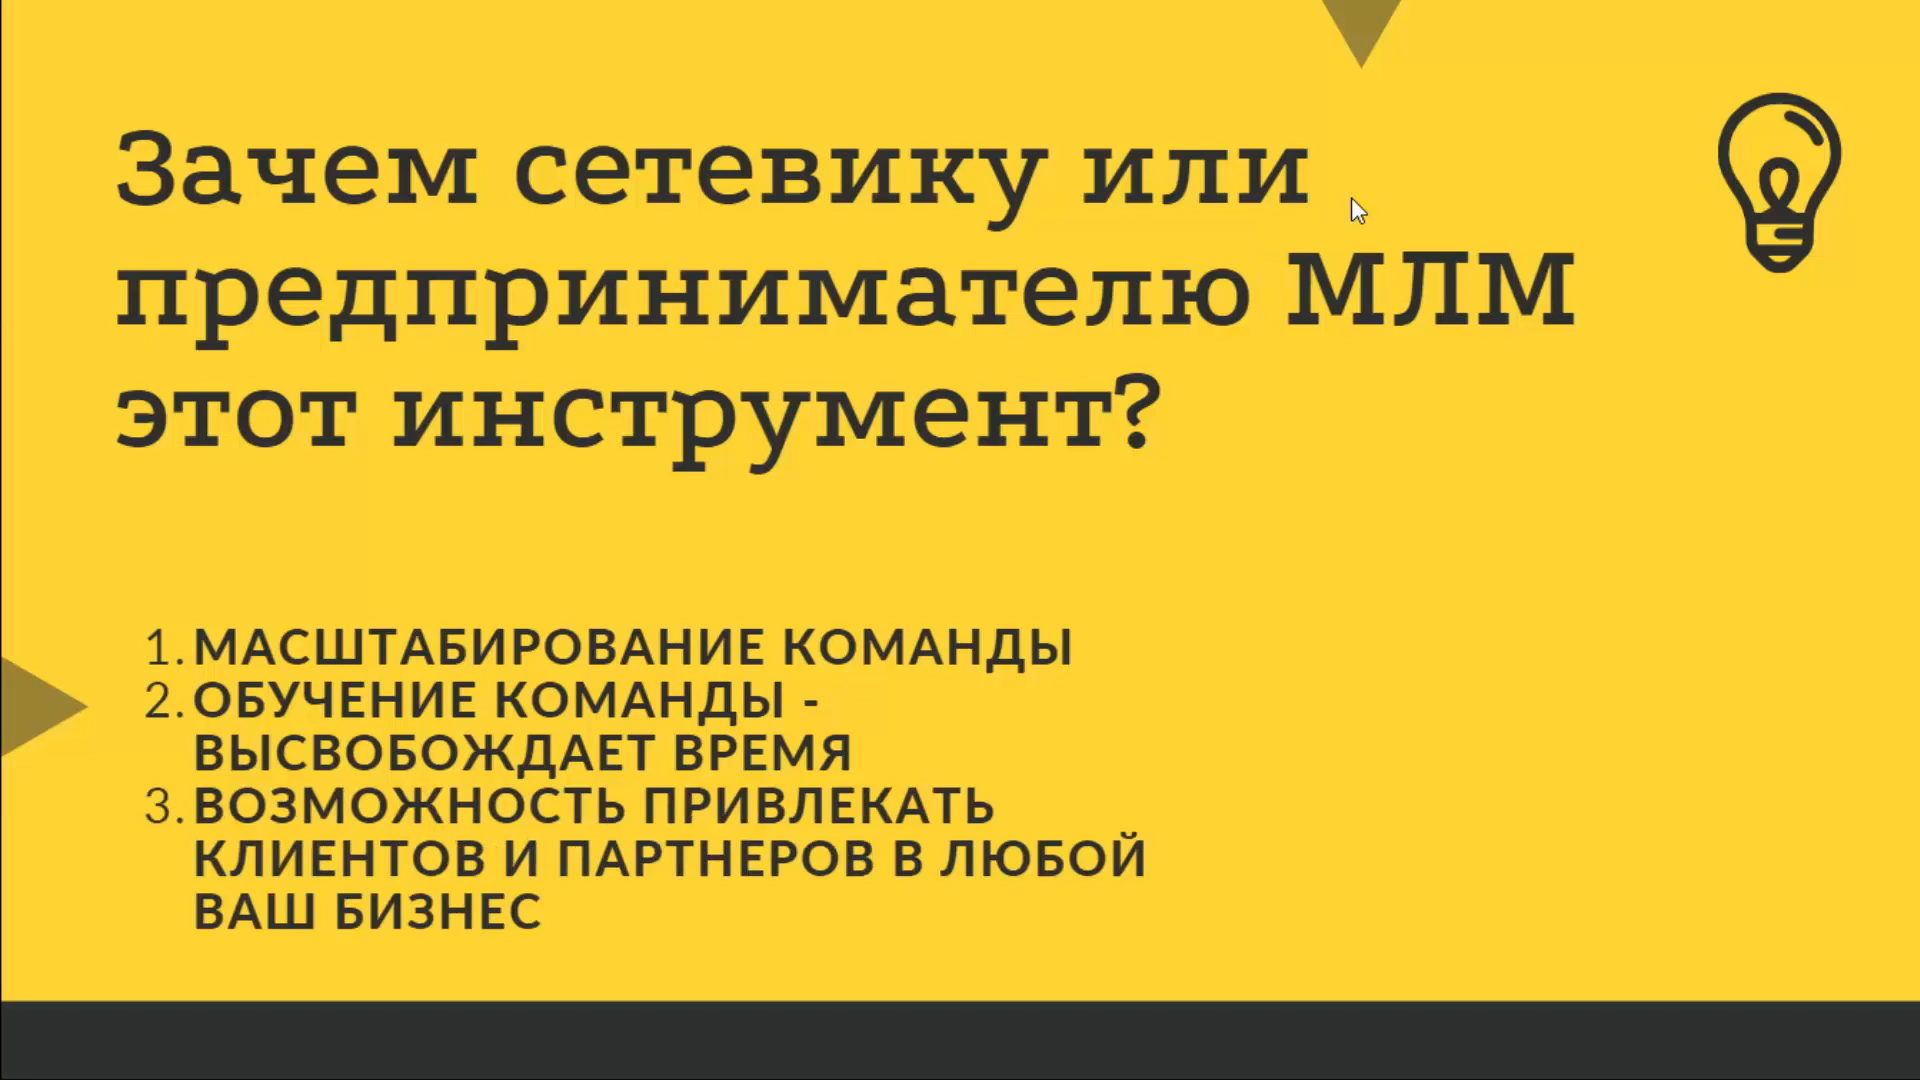 Зачем сетевику или
предпринимателю МЛМ
этот инструмент?
1. МАСШТАБИРОВАНИЕ КОМАНДЫ
2. ОБУЧЕНИЕ КОМАНДЫ -
ВЫСВОБОЖДАЕТ ВРЕМЯ
3. ВОЗМОЖНОСТЬ ПРИВЛЕКАТЬ
КЛИЕНТОВ И ПАРТНЕРОВ В ЛЮБОЙ
ВАШ БИЗНЕС